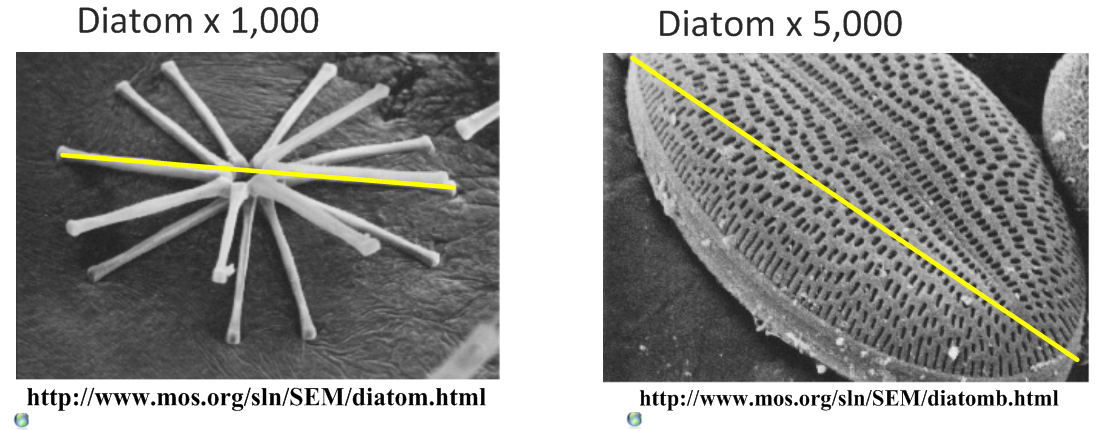 Diatom x 1,000
http://www.mos.org/sln/SEM/diatom.html
Diatom x 5,000
http://www.mos.org/sln/SEM/diatomb.html